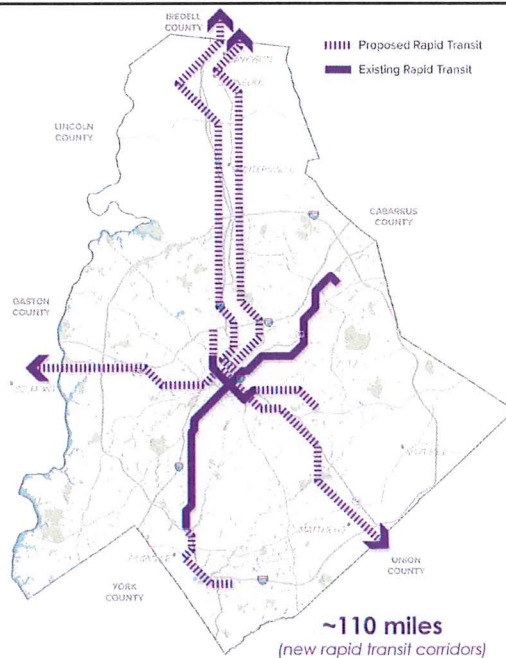 IREDELL
COUNTY
Proposed Rapid Transit
Existing Rapid Transit
LINCOLN
COUNTY
CABARRUS
COUNTY
GASTON
COUNTY
UNION
COUNTY
YORK
COUNTY
~110 miles
(new rapid transit corridors)